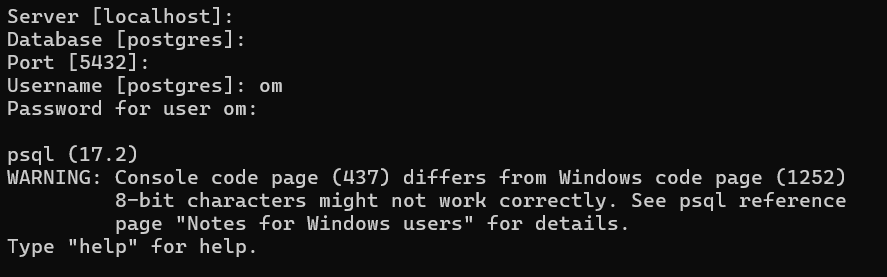 Server [localhost]:
Database [postgres]:
Port [5432]:
Username [postgres]: om
Password for user om:

psql (17.2)
WARNING: Console code page (437) differs from Windows code page (1252)
         8-bit characters might not work correctly. See psql reference
         page "Notes for Windows users" for details.
Type "help" for help.